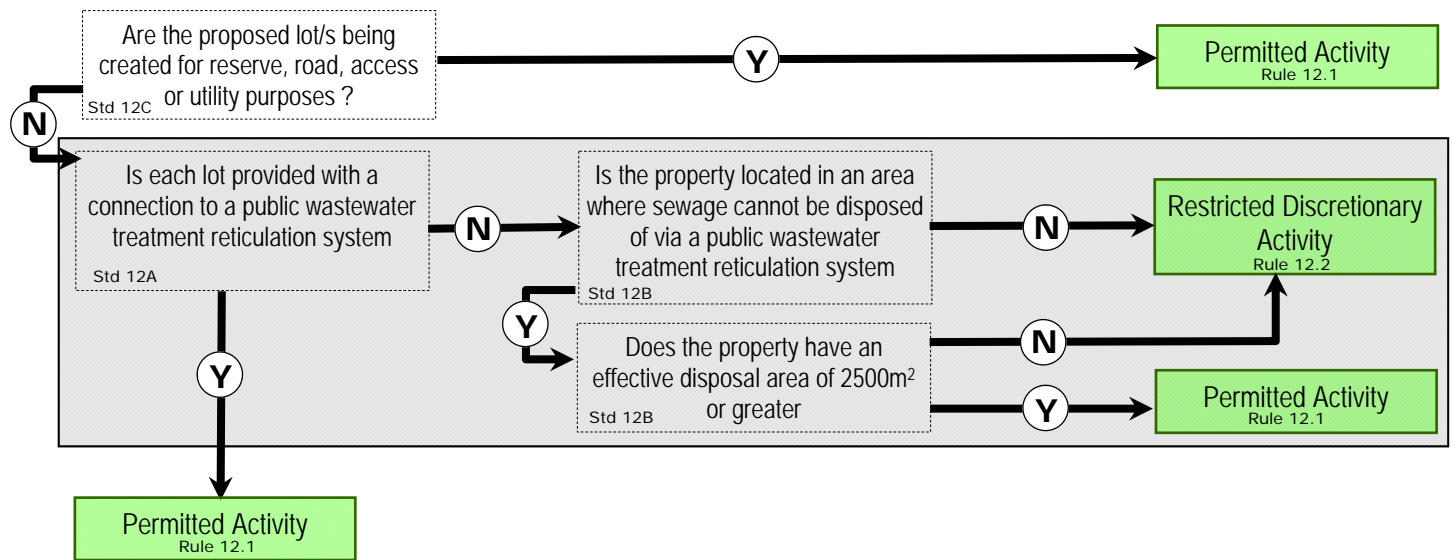 Are the proposed lot/s being
created for reserve, road, access
or utility purposes ?
Std 12C
Y
Permitted Activity
Rule 12.1
N
Is each lot provided with a
connection to a public wastewater
treatment reticulation system
Std 12A
N
Is the property located in an area
where sewage cannot be disposed
of via a public wastewater
treatment reticulation system
Std 12B
N
Restricted Discretionary
Activity
Rule 12.2
Y
Does the property have an
effective disposal area of 2500m²
or greater
Std 12B
N
Y
Permitted Activity
Rule 12.1
Y
Permitted Activity
Rule 12.1